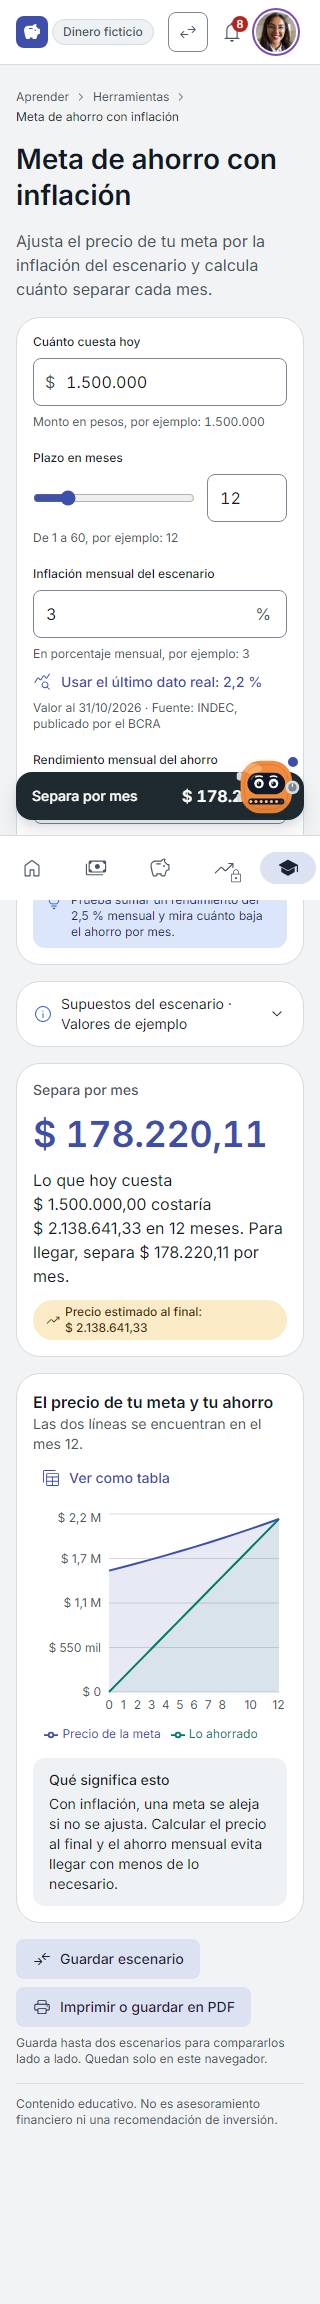 Dinero ficticio
8
Aprender
Herramientas
Meta de ahorro con inflación
Meta de ahorro con
inflación
Ajusta el precio de tu meta por la
inflación del escenario y calcula
cuánto separar cada mes.
Cuánto cuesta hoy
$ 1.500.000
Monto en pesos, por ejemplo: 1.500.000
Plazo en meses
12
De 1 a 60, por ejemplo: 12
Inflación mensual del escenario
3 %
En porcentaje mensual, por ejemplo: 3
Usar el último dato real: 2,2 %
Valor al 31/10/2026 · Fuente: INDEC,
publicado por el BCRA
Rendimiento mensual del ahorro
Separa por mes $ 178.2
Prueba sumar un rendimiento del
2,5 % mensual y mira cuánto baja
el ahorro por mes.
Supuestos del escenario ·
Valores de ejemplo
Separa por mes
$ 178.220,11
Lo que hoy cuesta
$ 1.500.000,00 costaría
$ 2.138.641,33 en 12 meses. Para
llegar, separa $ 178.220,11 por
mes.
Precio estimado al final:
$ 2.138.641,33
El precio de tu meta y tu ahorro
Las dos líneas se encuentran en el
mes 12.
Ver como tabla
$ 2,2 M
$ 1,7 M
$ 1,1 M
$ 550 mil
$ 0
0 1 2 3 4 5 6 7 8 10 12
Precio de la meta Lo ahorrado
Qué significa esto
Con inflación, una meta se aleja
si no se ajusta. Calcular el precio
al final y el ahorro mensual evita
llegar con menos de lo
necesario.
Guardar escenario
Imprimir o guardar en PDF
Guarda hasta dos escenarios para compararlos
lado a lado. Quedan solo en este navegador.
Contenido educativo. No es asesoramiento
financiero ni una recomendación de inversión.